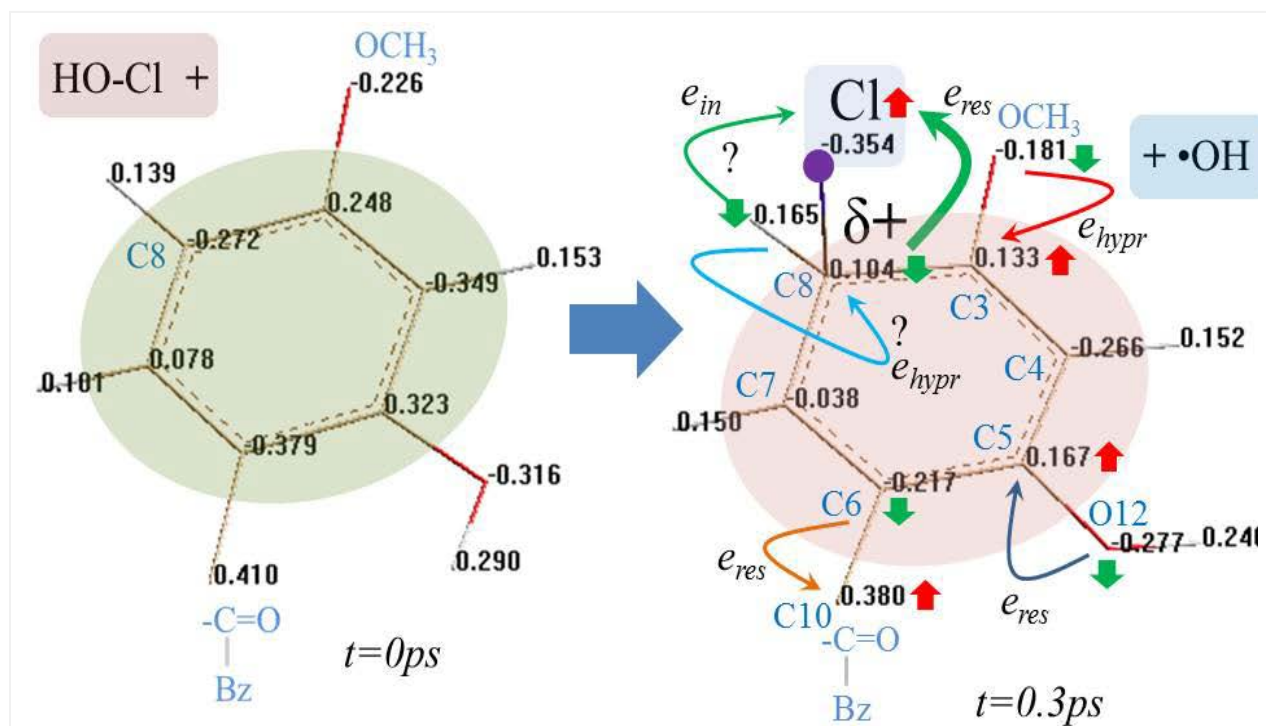 HO-Cl +
OCH₃
-0.226
0.139
0.248
C8
-0.272
0.153
-0.349
0.078
0.101
0.323
-0.379
-0.316
0.290
0.410
-C=O
Bz
t=0ps
e_in
Cl
e_res
OCH₃
-0.354
-0.181
+ •OH
?
0.165
δ+
e_hypr
C8
0.104
0.133
C3
?
e_hypr
-0.266
0.152
C4
C7
-0.038
0.150
C5
0.167
-0.217
C6
O12
-0.277
e_res
e_res
C10
0.380
-C=O
Bz
t=0.3ps